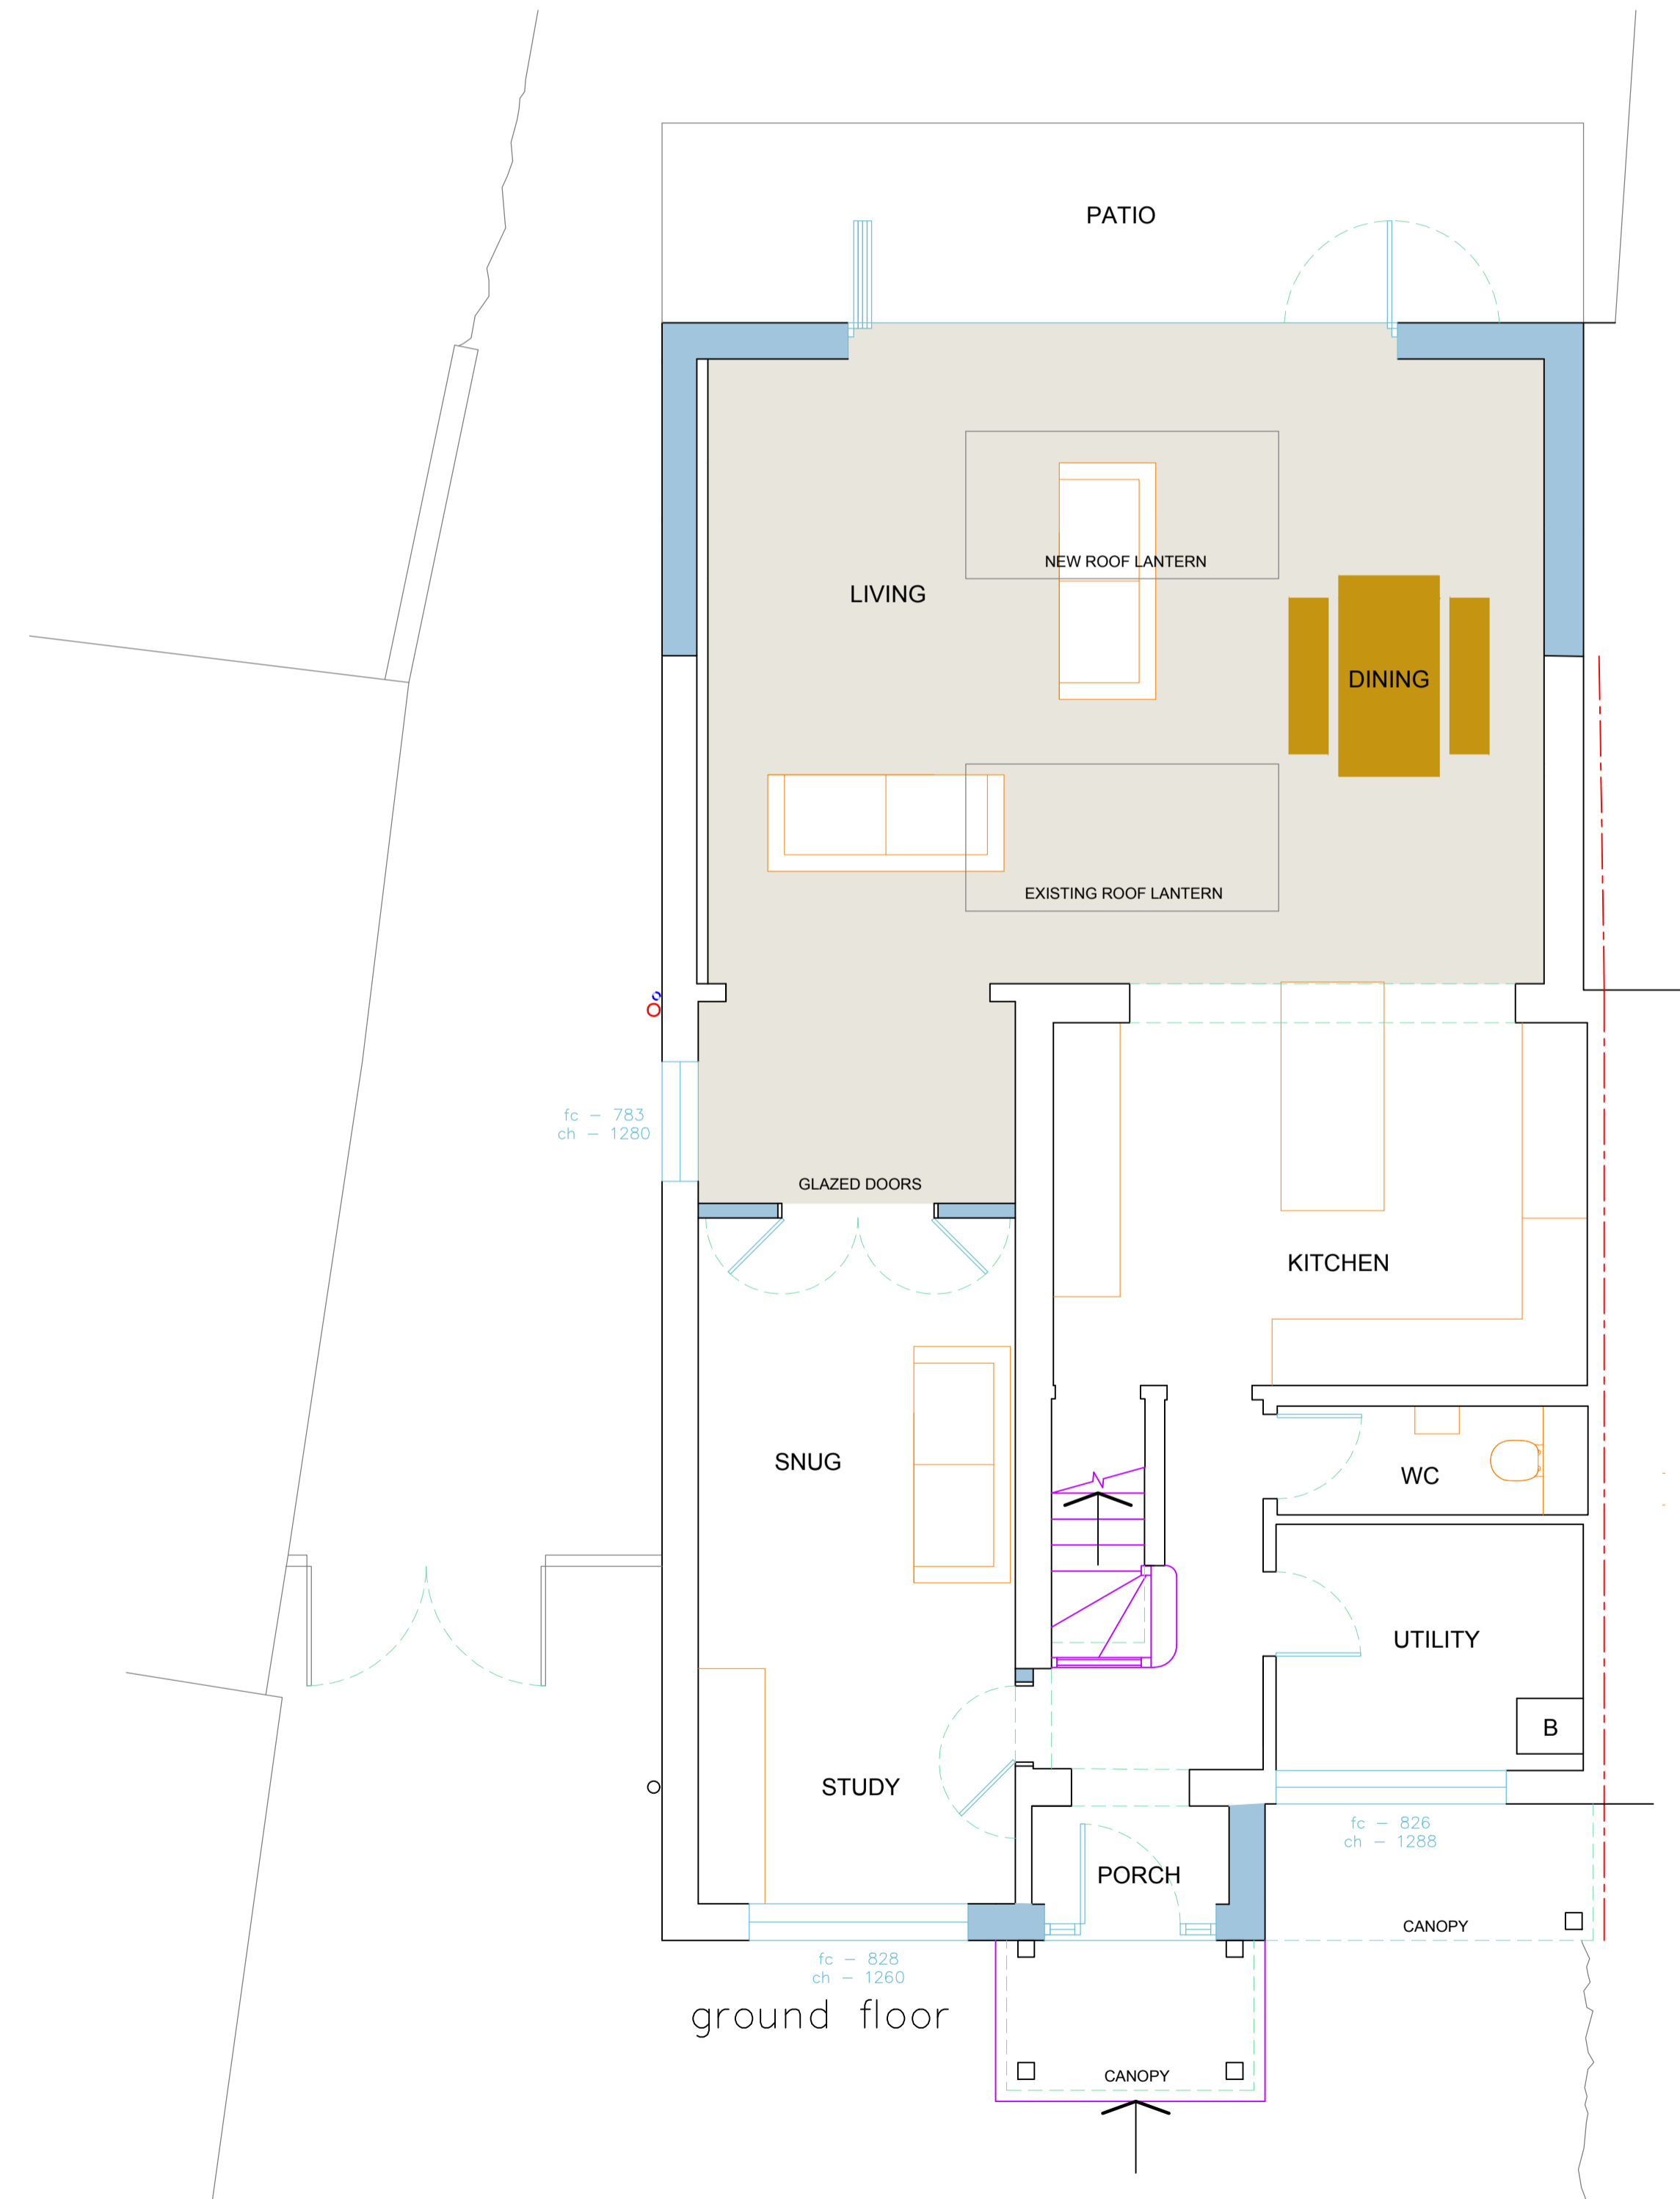 PATIO
NEW ROOF LANTERN
LIVING
DINING
EXISTING ROOF LANTERN
fc - 783
ch - 1280
GLAZED DOORS
KITCHEN
SNUG
WC
UTILITY
B
STUDY
fc - 826
ch - 1288
PORCH
CANOPY
fc - 828
ch - 1260
ground floor
CANOPY